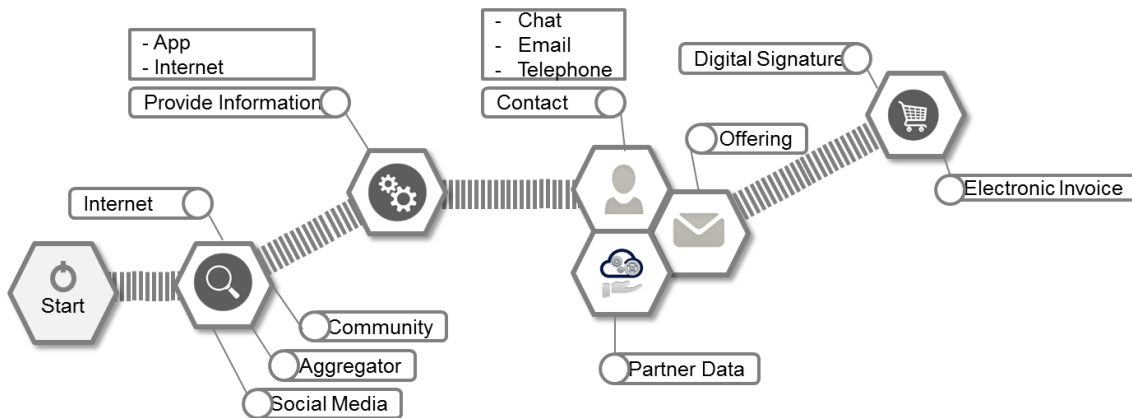 - App
- Internet
Provide Information
- Chat
- Email
- Telephone
Contact
Digital Signature
Offering
Electronic Invoice
Internet
Start
Community
Aggregator
Social Media
Partner Data